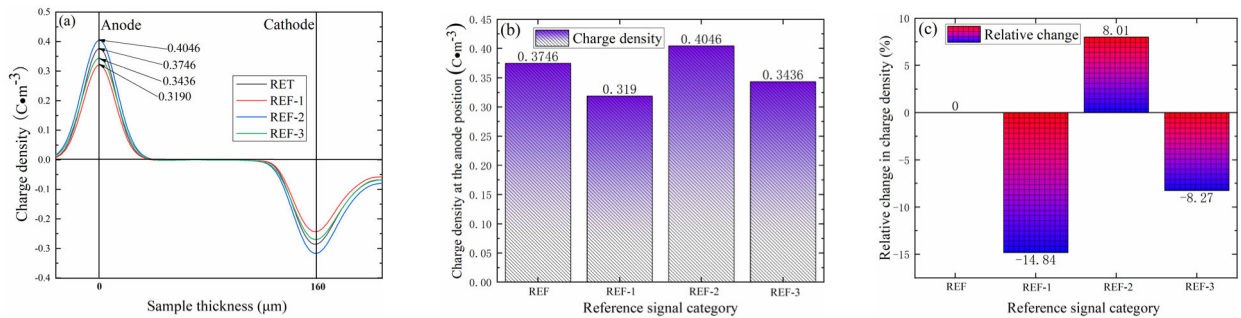 (a)
Anode
Cathode
0.5
0.4
0.3
0.2
0.1
0.0
-0.1
-0.2
-0.3
-0.4
Charge density (C•m⁻³)
0.4046
0.3746
0.3436
0.3190
RET
REF-1
REF-2
REF-3
0
160
Sample thickness (μm)
(b)
Charge density
0.45
0.40
0.35
0.30
0.25
0.20
0.15
0.10
0.05
0.00
Charge density at the anode position (C•m⁻³)
0.3746
0.319
0.4046
0.3436
REF
REF-1
REF-2
REF-3
Reference signal category
(c)
Relative change
10
5
0
-5
-10
-15
Relative change in charge density (%)
0
-14.84
8.01
-8.27
REF
REF-1
REF-2
REF-3
Reference signal category